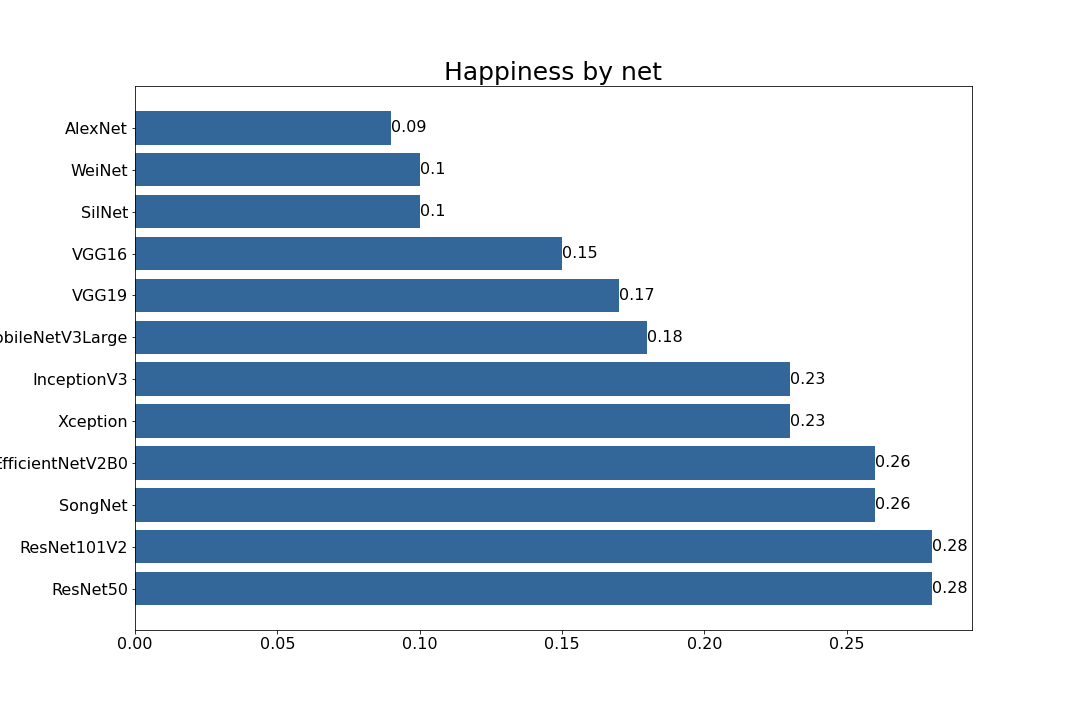 Happiness by net
AlexNet 0.09
WeiNet 0.1
SilNet 0.1
VGG16 0.15
VGG19 0.17
obileNetV3Large 0.18
InceptionV3 0.23
Xception 0.23
EfficientNetV2B0 0.26
SongNet 0.26
ResNet101V2 0.28
ResNet50 0.28
0.00 0.05 0.10 0.15 0.20 0.25